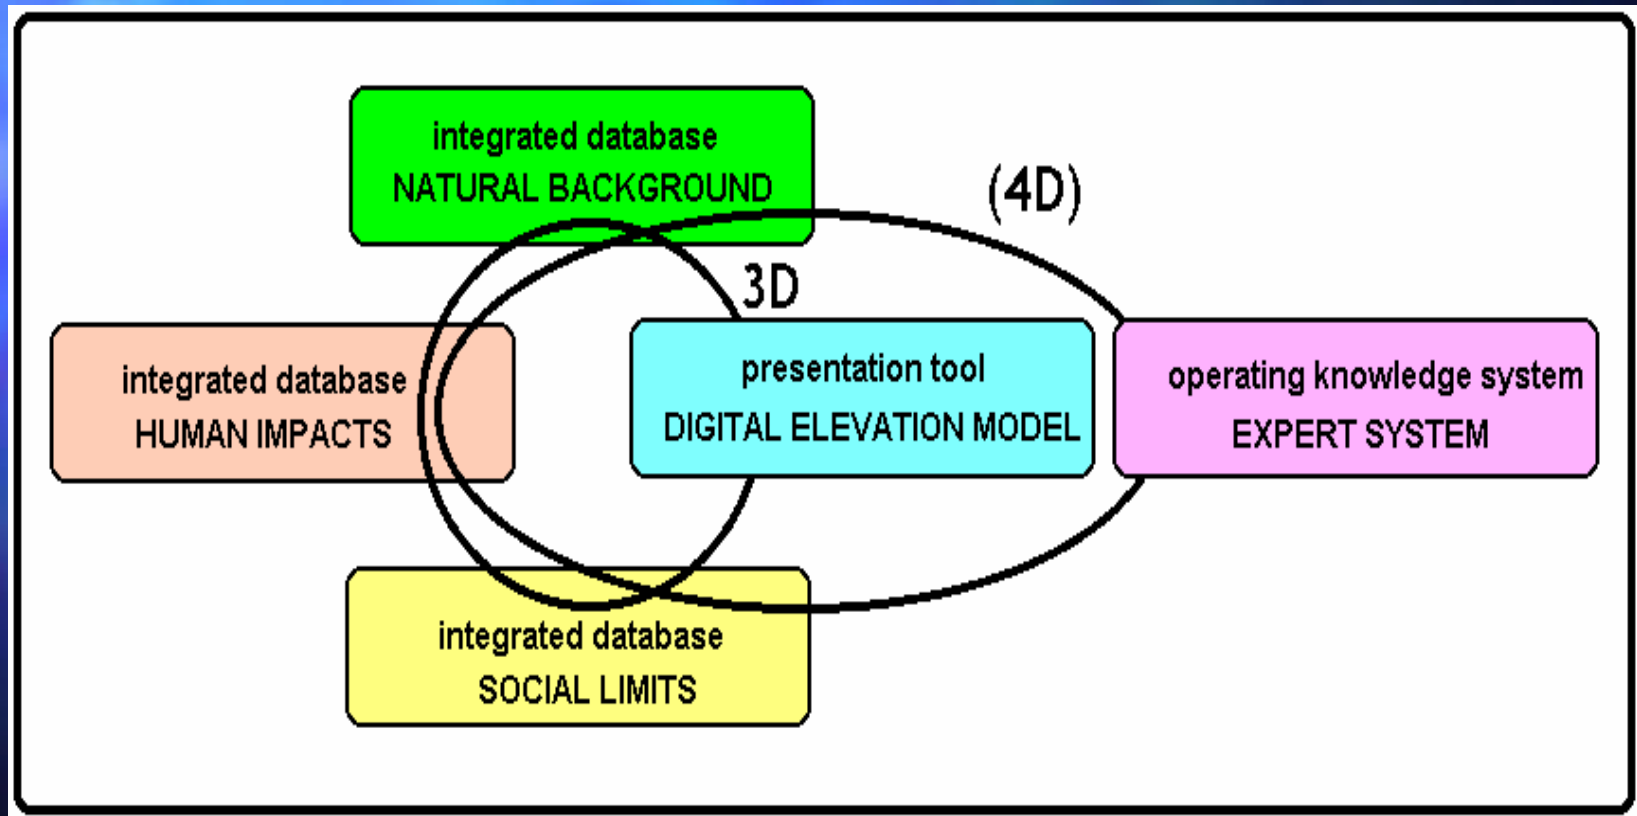 integrated database
NATURAL BACKGROUND
(4D)
3D
integrated database
HUMAN IMPACTS
presentation tool
DIGITAL ELEVATION MODEL
operating knowledge system
EXPERT SYSTEM
integrated database
SOCIAL LIMITS